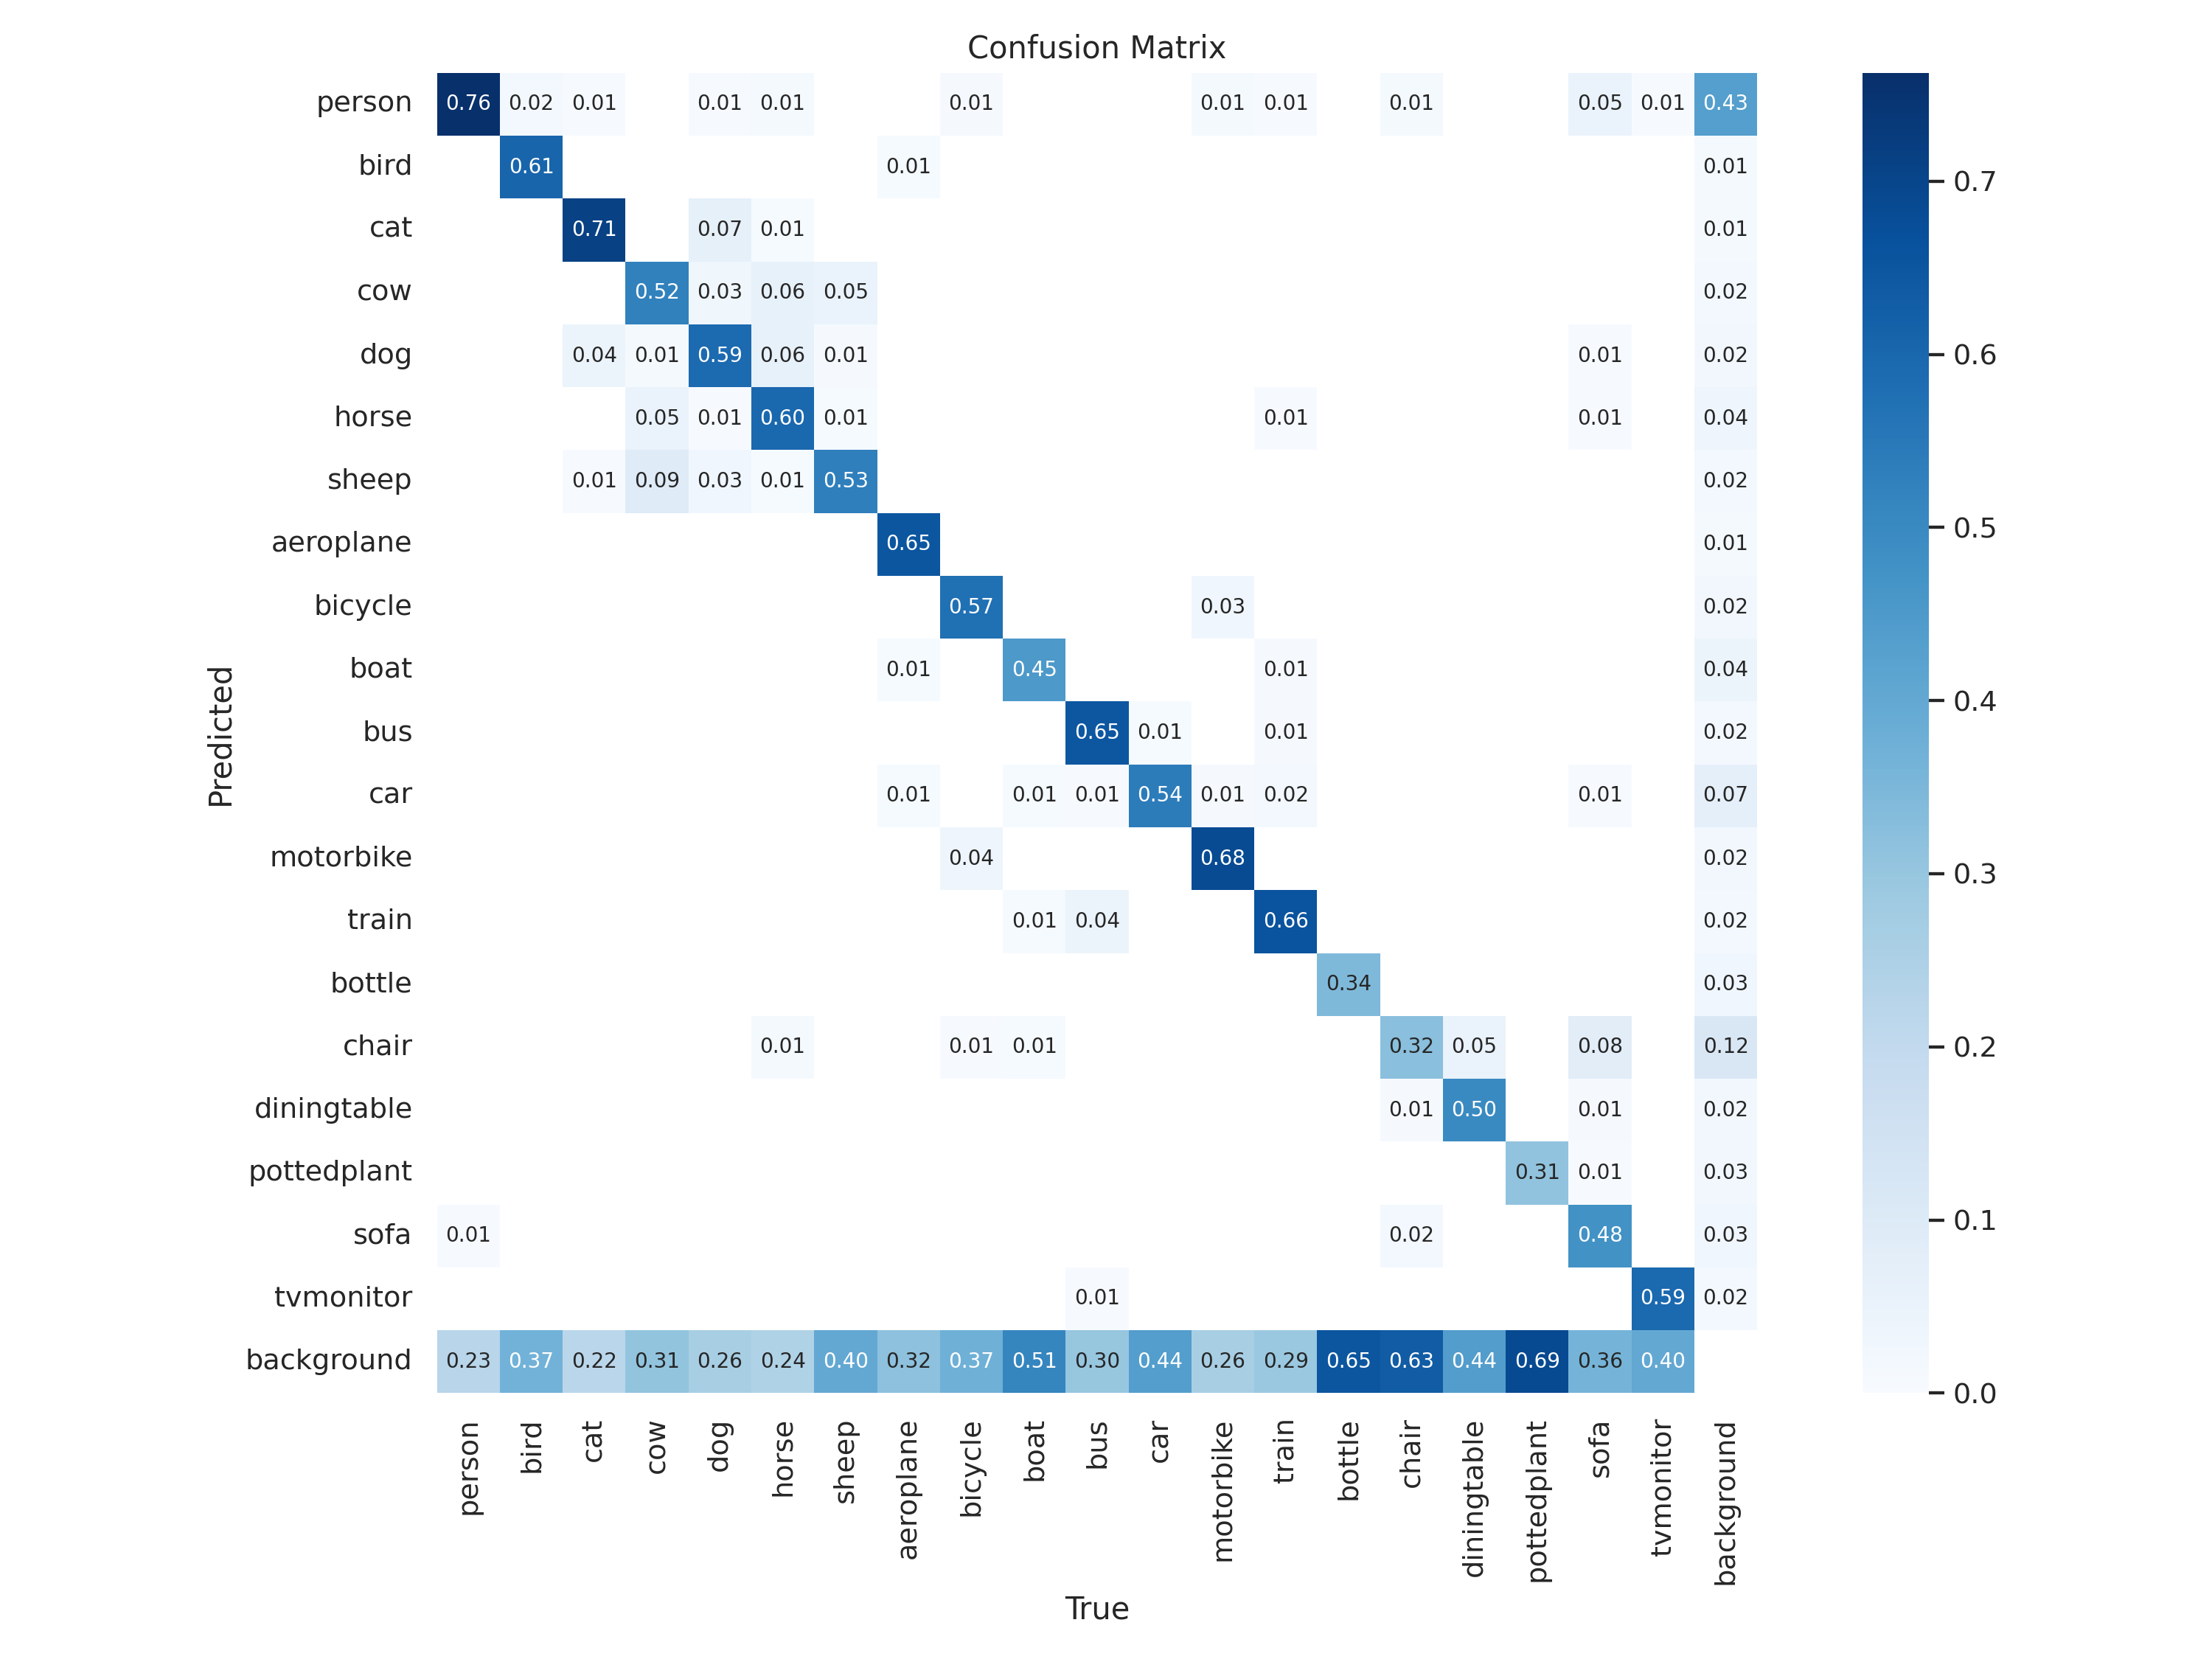 Confusion Matrix
person 0.76 0.02 0.01 0.01 0.01 0.01 0.01 0.01 0.01 0.05 0.01 0.43
bird 0.61 0.01 0.01
0.7
cat 0.71 0.07 0.01 0.01
cow 0.52 0.03 0.06 0.05 0.02
dog 0.04 0.01 0.59 0.06 0.01 0.01 0.02
0.6
horse 0.05 0.01 0.60 0.01 0.01 0.01 0.04
sheep 0.01 0.09 0.03 0.01 0.53 0.02
0.5
aeroplane 0.65 0.01
bicycle 0.57 0.03 0.02
boat 0.01 0.45 0.01 0.04
0.4
bus 0.65 0.01 0.01 0.02
Predicted
car 0.01 0.01 0.01 0.54 0.01 0.02 0.01 0.07
motorbike 0.04 0.68 0.02
0.3
train 0.01 0.04 0.66 0.02
bottle 0.34 0.03
chair 0.01 0.01 0.01 0.32 0.05 0.08 0.12
0.2
diningtable 0.01 0.50 0.01 0.02
pottedplant 0.31 0.01 0.03
sofa 0.01 0.02 0.48 0.03
0.1
tvmonitor 0.01 0.59 0.02
background 0.23 0.37 0.22 0.31 0.26 0.24 0.40 0.32 0.37 0.51 0.30 0.44 0.26 0.29 0.65 0.63 0.44 0.69 0.36 0.40
0.0
person bird cat cow dog horse sheep aeroplane bicycle boat bus car motorbike train bottle chair diningtable pottedplant sofa tvmonitor background
True